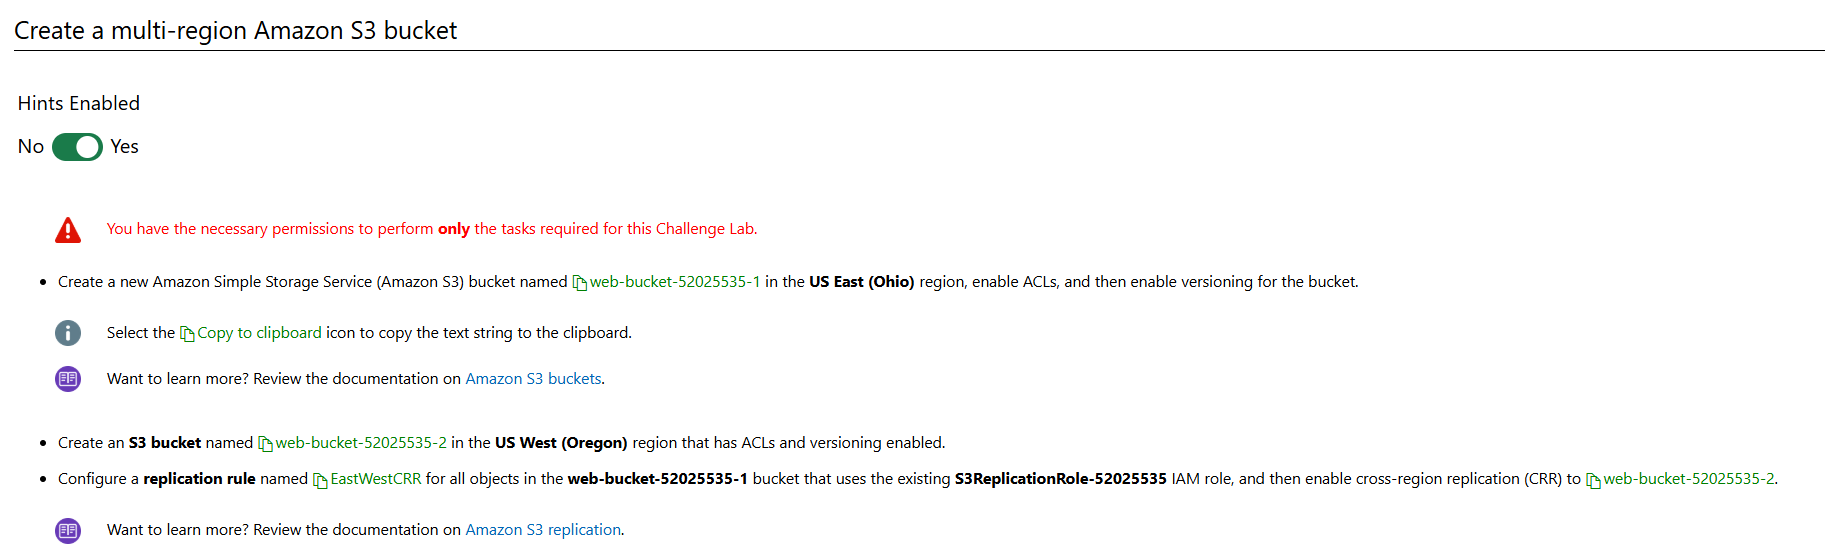 Create a multi-region Amazon S3 bucket
Hints Enabled
No Yes
You have the necessary permissions to perform only the tasks required for this Challenge Lab.
Create a new Amazon Simple Storage Service (Amazon S3) bucket named web-bucket-52025535-1 in the US East (Ohio) region, enable ACLs, and then enable versioning for the bucket.
Select the Copy to clipboard icon to copy the text string to the clipboard.
Want to learn more? Review the documentation on Amazon S3 buckets.
Create an S3 bucket named web-bucket-52025535-2 in the US West (Oregon) region that has ACLs and versioning enabled.
Configure a replication rule named EastWestCRR for all objects in the web-bucket-52025535-1 bucket that uses the existing S3ReplicationRole-52025535 IAM role, and then enable cross-region replication (CRR) to web-bucket-52025535-2.
Want to learn more? Review the documentation on Amazon S3 replication.